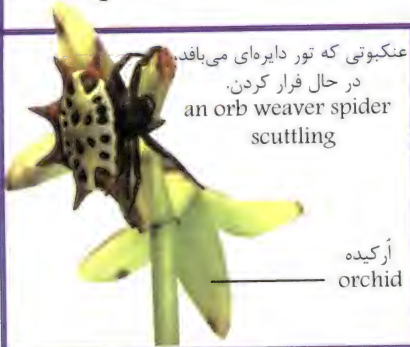 عنکبوتی که تور دایره‌ای می‌بافد،
در حال فرار کردن.
an orb weaver spider
scuttling
اُرکیده
orchid